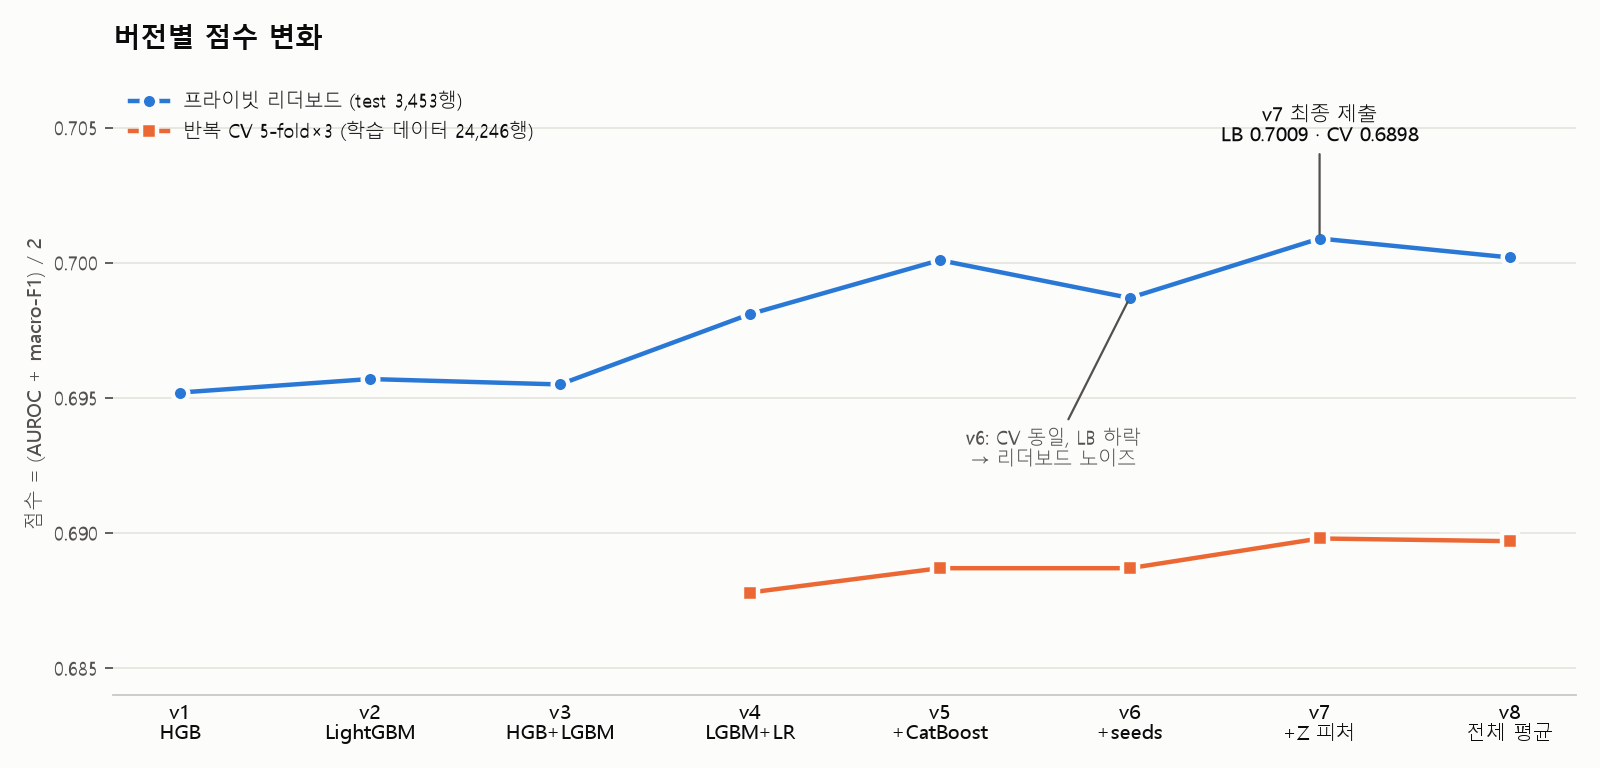 버전별 점수 변화
프라이빗 리더보드 (test 3,453행)
반복 CV 5-fold×3 (학습 데이터 24,246행)
v7 최종 제출
LB 0.7009 · CV 0.6898
0.705
0.700
0.695
0.690
0.685
점수 = (AUROC + macro-F1) / 2
v6: CV 동일, LB 하락
→ 리더보드 노이즈
v1
HGB
v2
LightGBM
v3
HGB+LGBM
v4
LGBM+LR
v5
+CatBoost
v6
+seeds
v7
+Z 피처
v8
전체 평균